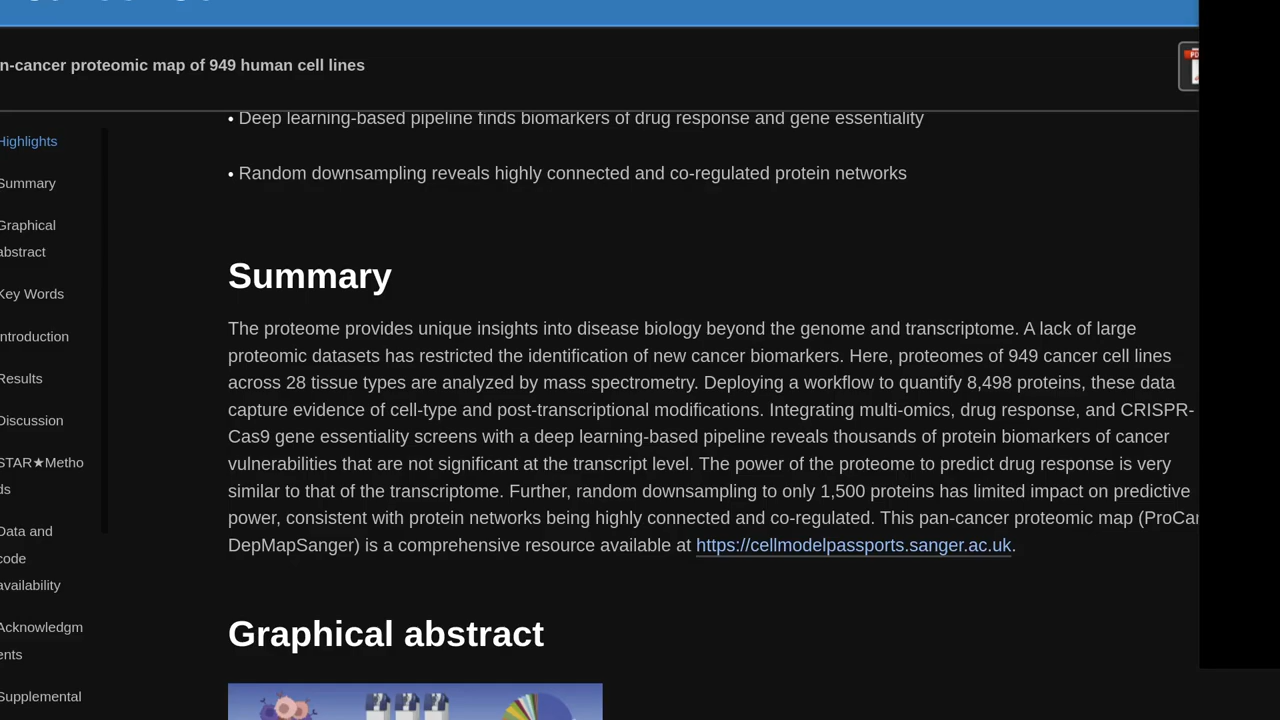 n-cancer proteomic map of 949 human cell lines
Highlights
Summary
Graphical
abstract
Key Words
Introduction
Results
Discussion
STAR★Metho
ds
Data and
code
availability
Acknowledgm
ents
Supplemental
• Deep learning-based pipeline finds biomarkers of drug response and gene essentiality
• Random downsampling reveals highly connected and co-regulated protein networks
Summary
The proteome provides unique insights into disease biology beyond the genome and transcriptome. A lack of large
proteomic datasets has restricted the identification of new cancer biomarkers. Here, proteomes of 949 cancer cell lines
across 28 tissue types are analyzed by mass spectrometry. Deploying a workflow to quantify 8,498 proteins, these data
capture evidence of cell-type and post-transcriptional modifications. Integrating multi-omics, drug response, and CRISPR-
Cas9 gene essentiality screens with a deep learning-based pipeline reveals thousands of protein biomarkers of cancer
vulnerabilities that are not significant at the transcript level. The power of the proteome to predict drug response is very
similar to that of the transcriptome. Further, random downsampling to only 1,500 proteins has limited impact on predictive
power, consistent with protein networks being highly connected and co-regulated. This pan-cancer proteomic map (ProCan-
DepMapSanger) is a comprehensive resource available at https://cellmodelpassports.sanger.ac.uk.
Graphical abstract